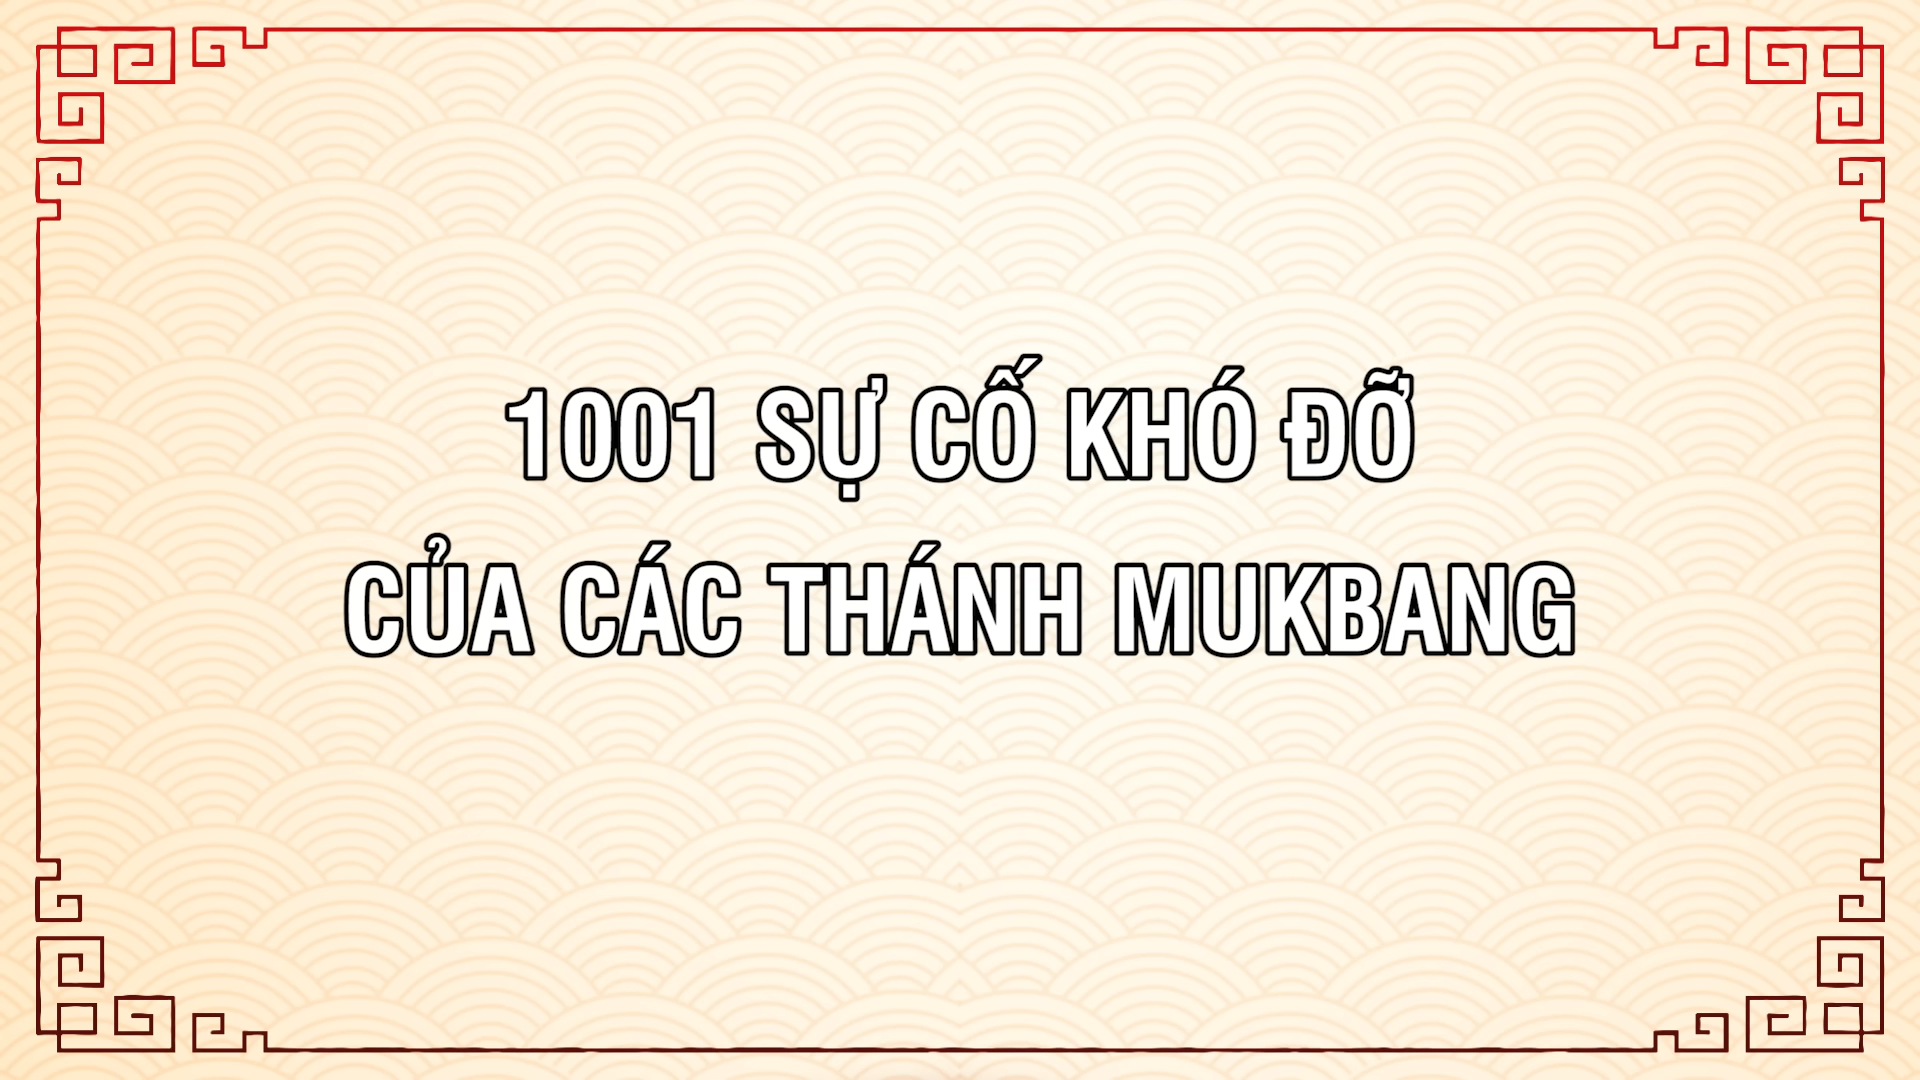 1001 SỰ CỐ KHÓ ĐỠ
CỦA CÁC THÁNH MUKBANG